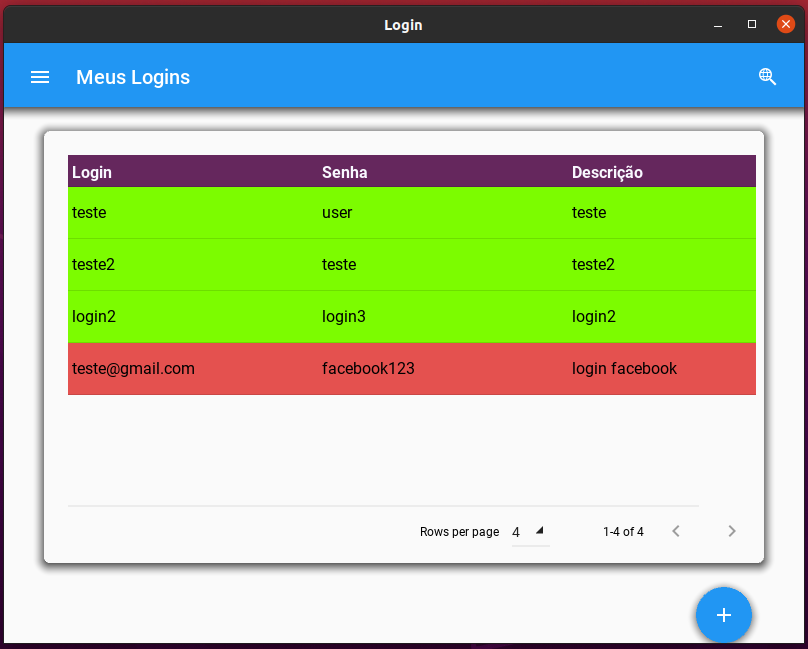 Login
Meus Logins
Login Senha Descrição
teste user teste
teste2 teste teste2
login2 login3 login2
teste@gmail.com facebook123 login facebook
Rows per page 4 1-4 of 4